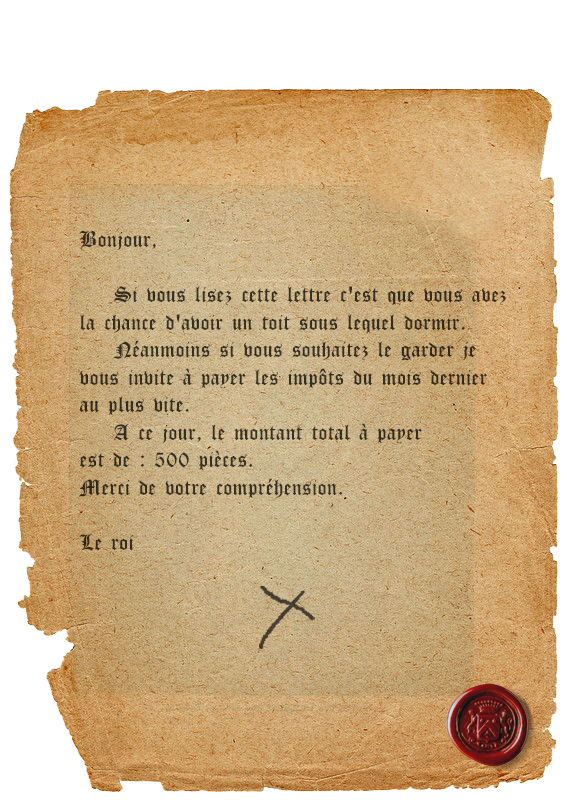 Bonjour,
Si vous lisez cette lettre c'est que vous avez
la chance d'avoir un toit sous lequel dormir.
Néanmoins si vous souhaitez le garder je
vous invite à payer les impôts du mois dernier
au plus vite.
A ce jour, le montant total à payer
est de : 500 pièces.
Merci de votre compréhension.
Le roi